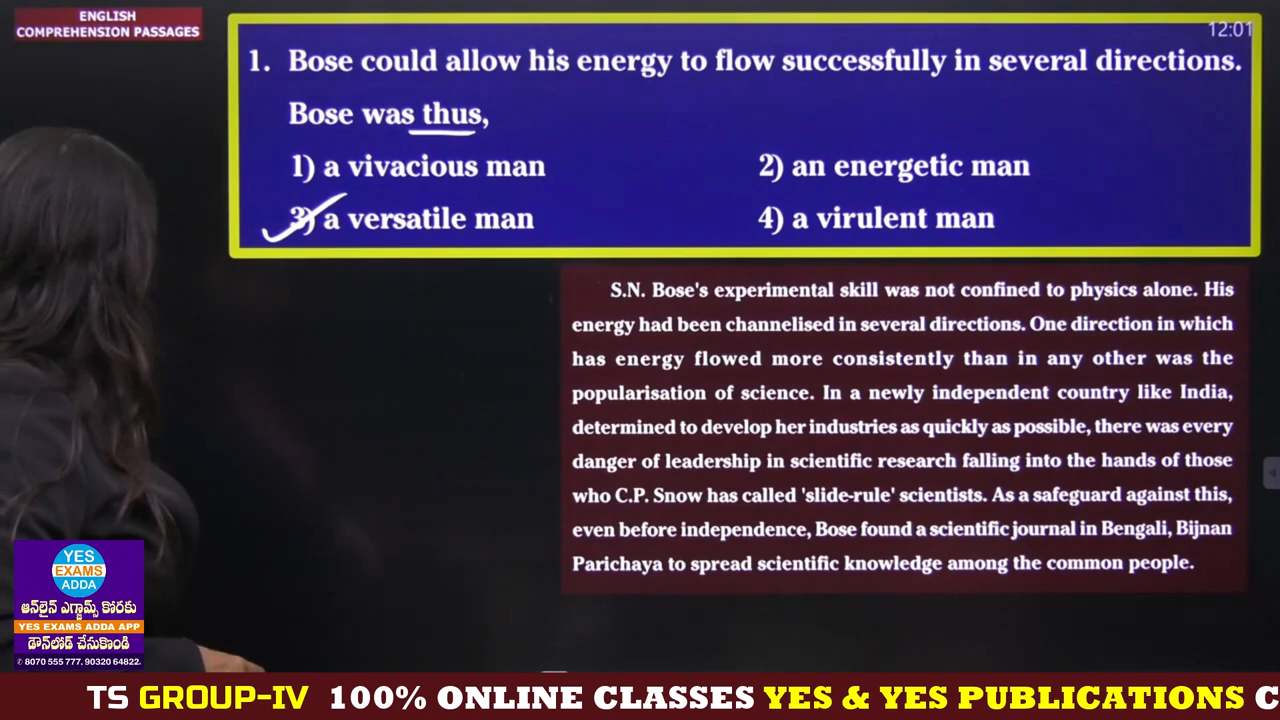 ENGLISH
COMPREHENSION PASSAGES
12:01
1. Bose could allow his energy to flow successfully in several directions.
Bose was thus,
1) a vivacious man
2) an energetic man
3) a versatile man
4) a virulent man
S.N. Bose's experimental skill was not confined to physics alone. His
energy had been channelised in several directions. One direction in which
has energy flowed more consistently than in any other was the
popularisation of science. In a newly independent country like India,
determined to develop her industries as quickly as possible, there was every
danger of leadership in scientific research falling into the hands of those
who C.P. Snow has called 'slide-rule' scientists. As a safeguard against this,
even before independence, Bose found a scientific journal in Bengali, Bijnan
Parichaya to spread scientific knowledge among the common people.
YES
EXAMS
ADDA
ఆన్‌లైన్ ఎగ్జామ్స్ కొరకు
YES EXAMS ADDA APP
డౌన్‌లోడ్ చేసుకొండి
✆ 8070 555 777, 90320 64822.
TS GROUP-IV 100% ONLINE CLASSES YES & YES PUBLICATIONS C